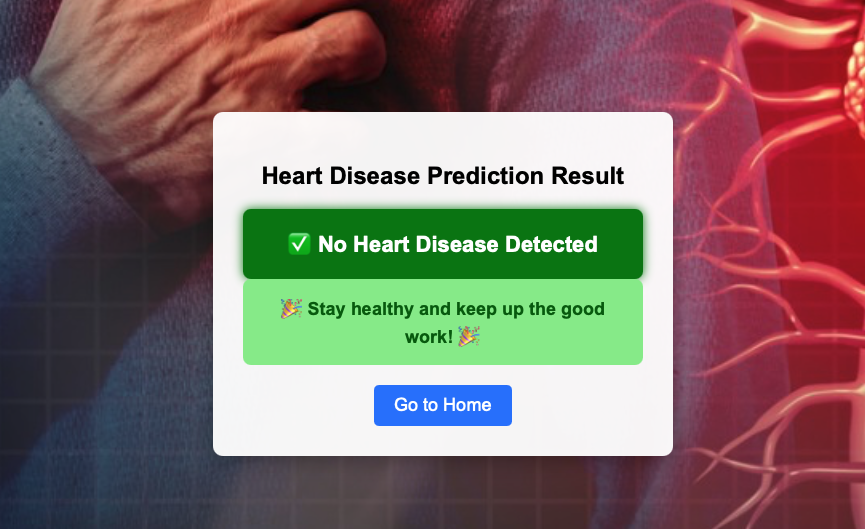 Heart Disease Prediction Result
✅ No Heart Disease Detected
🎉 Stay healthy and keep up the good
work! 🎉
Go to Home